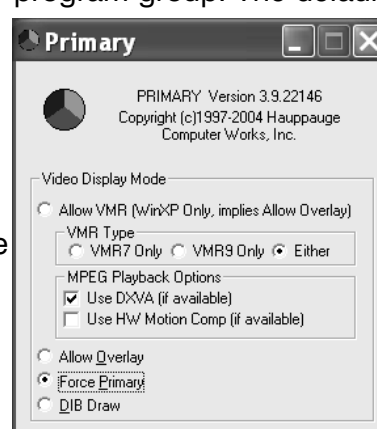 program group. The default
Primary
PRIMARY Version 3.9.22146
Copyright (c)1997-2004 Hauppauge
Computer Works, Inc.
Video Display Mode
Allow VMR (WinXP Only, implies Allow Overlay)
VMR Type
VMR7 Only VMR9 Only Either
e
MPEG Playback Options
Use DXVA (if available)
Use HW Motion Comp (if available)
Allow Overlay
Force Primary
DIB Draw